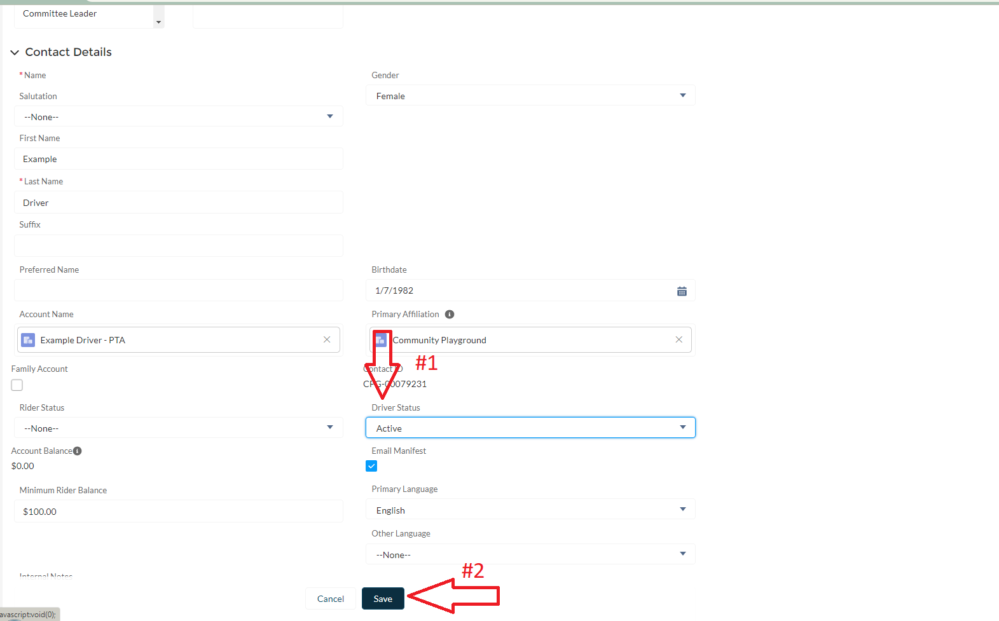 Committee Leader
Contact Details
* Name
Gender
Salutation
Female
--None--
First Name
Example
* Last Name
Driver
Suffix
Preferred Name
Birthdate
1/7/1982
Account Name
Primary Affiliation
Example Driver - PTA
Community Playground
#1
Family Account
Contact ID
CPG-00079231
Rider Status
Driver Status
--None--
Active
Account Balance
Email Manifest
$0.00
Minimum Rider Balance
Primary Language
$100.00
English
Other Language
--None--
#2
Internal Notes
Cancel
Save
avascript:void(0);